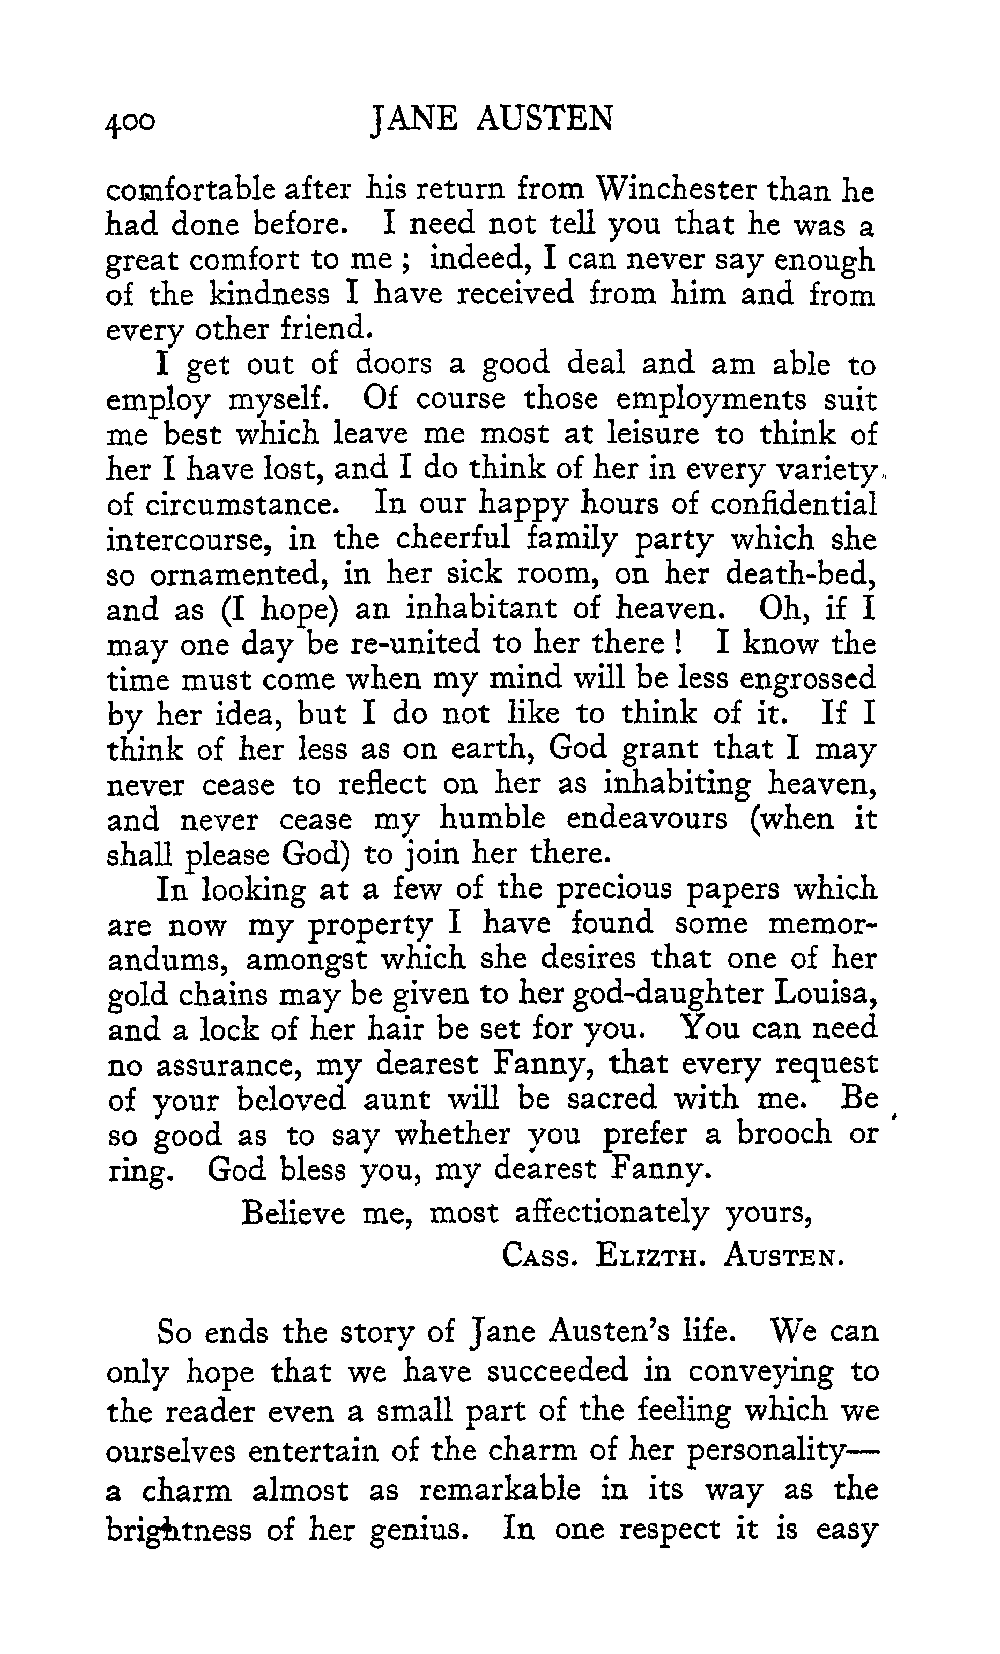 400 JANE AUSTEN
comfortable after his return from Winchester than he
had done before. I need not tell you that he was a
great comfort to me ; indeed, I can never say enough
of the kindness I have received from him and from
every other friend.
I get out of doors a good deal and am able to
employ myself. Of course those employments suit
me best which leave me most at leisure to think of
her I have lost, and I do think of her in every variety
of circumstance. In our happy hours of confidential
intercourse, in the cheerful family party which she
so ornamented, in her sick room, on her death-bed,
and as (I hope) an inhabitant of heaven. Oh, if I
may one day be re-united to her there ! I know the
time must come when my mind will be less engrossed
by her idea, but I do not like to think of it. If I
think of her less as on earth, God grant that I may
never cease to reflect on her as inhabiting heaven,
and never cease my humble endeavours (when it
shall please God) to join her there.
In looking at a few of the precious papers which
are now my property I have found some memor-
andums, amongst which she desires that one of her
gold chains may be given to her god-daughter Louisa,
and a lock of her hair be set for you. You can need
no assurance, my dearest Fanny, that every request
of your beloved aunt will be sacred with me. Be
so good as to say whether you prefer a brooch or
ring. God bless you, my dearest Fanny.
Believe me, most affectionately yours,
CASS. ELIZTH. AUSTEN.
So ends the story of Jane Austen's life. We can
only hope that we have succeeded in conveying to
the reader even a small part of the feeling which we
ourselves entertain of the charm of her personality—
a charm almost as remarkable in its way as the
brightness of her genius. In one respect it is easy